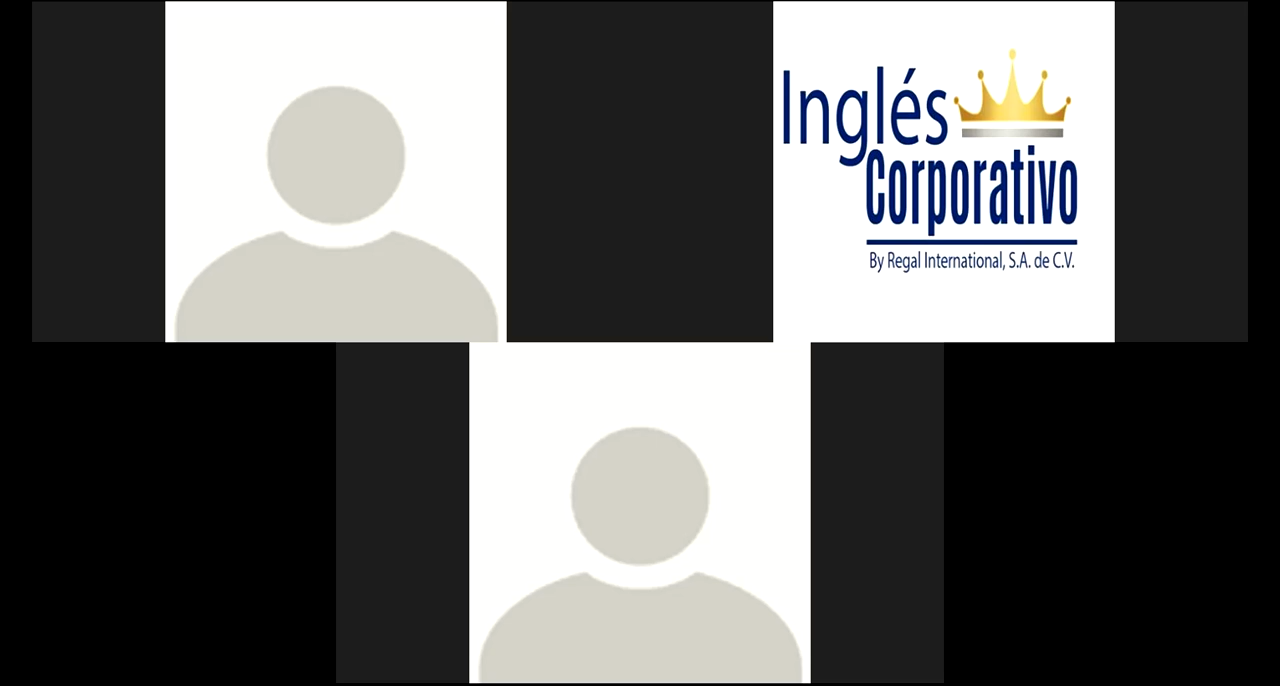 Inglés
Corporativo
By Regal International, S.A. de C.V.